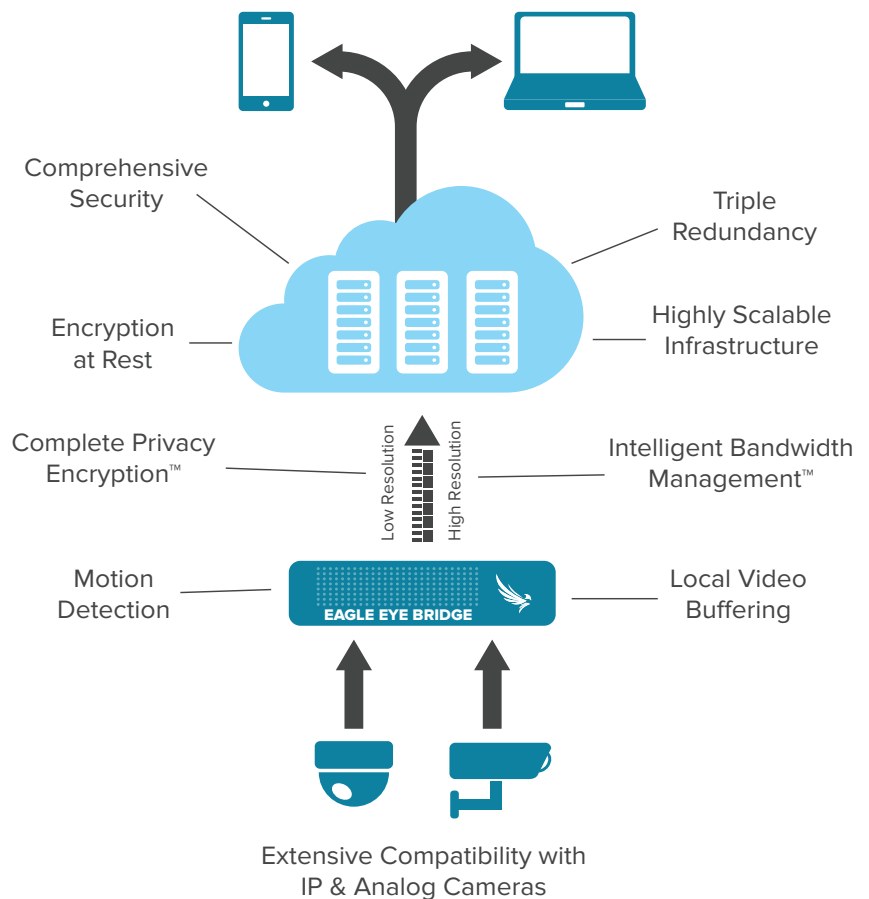 Comprehensive
Security
Triple
Redundancy
Encryption
at Rest
Highly Scalable
Infrastructure
Complete Privacy
Encryption™
Low Resolution
High Resolution
Intelligent Bandwidth
Management™
Motion
Detection
EAGLE EYE BRIDGE
Local Video
Buffering
Extensive Compatibility with
IP & Analog Cameras